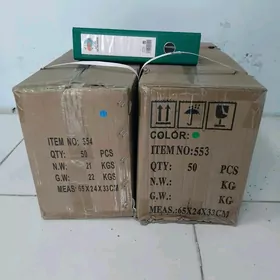 ITEM NO: 554
QTY: 50 PCS
N.W: 21 KGS
G.W: 22 KGS
MEAS: 65X24X33CM
COLOR:
ITEM NO: 553
QTY: 50 PCS
N.W.: KG
G.W.: KG
MEAS.: 65X24X33CM